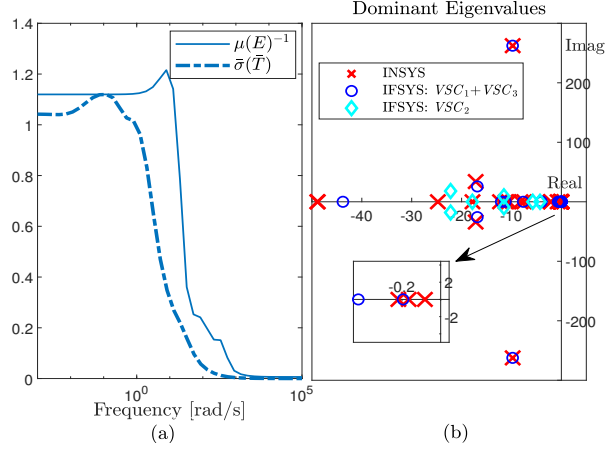 Dominant Eigenvalues
μ(E)⁻¹
σ̄(T̄)
1.4
1.2
1
0.8
0.6
0.4
0.2
0
10⁰
10⁵
Frequency [rad/s]
(a)
INSYS
IFSYS: VSC₁+VSC₃
IFSYS: VSC₂
Imag
200
100
Real
-40
-30
-20
-10
-100
-200
-0.2
2
-2
(b)